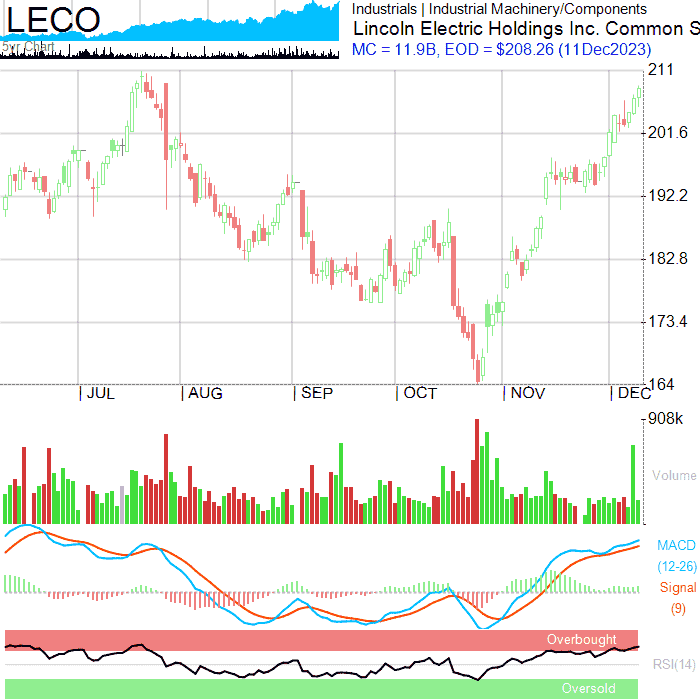 LECO
5yr Chart
Industrials | Industrial Machinery/Components
Lincoln Electric Holdings Inc. Common S
MC = 11.9B, EOD = $208.26 (11Dec2023)
211
201.6
192.2
182.8
173.4
164
| JUL | AUG | SEP | OCT | NOV | DEC
908k
Volume
MACD
(12-26)
Signal
(9)
Overbought
RSI(14)
Oversold